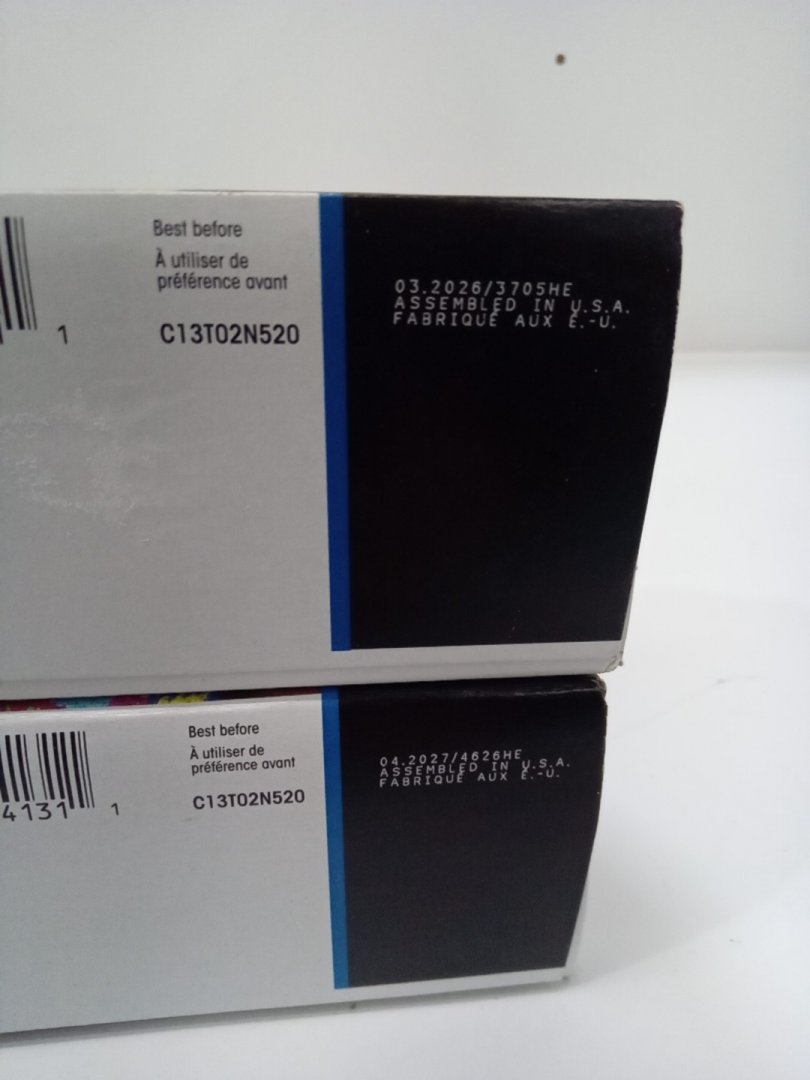 Best before
À utiliser de
préférence avant
1
C13T02N520
03.2026/3705HE
ASSEMBLED IN U.S.A.
FABRIQUÉ AUX É.-U.
Best before
À utiliser de
préférence avant
4131 1
C13T02N520
04.2027/4626HE
ASSEMBLED IN U.S.A.
FABRIQUÉ AUX É.-U.